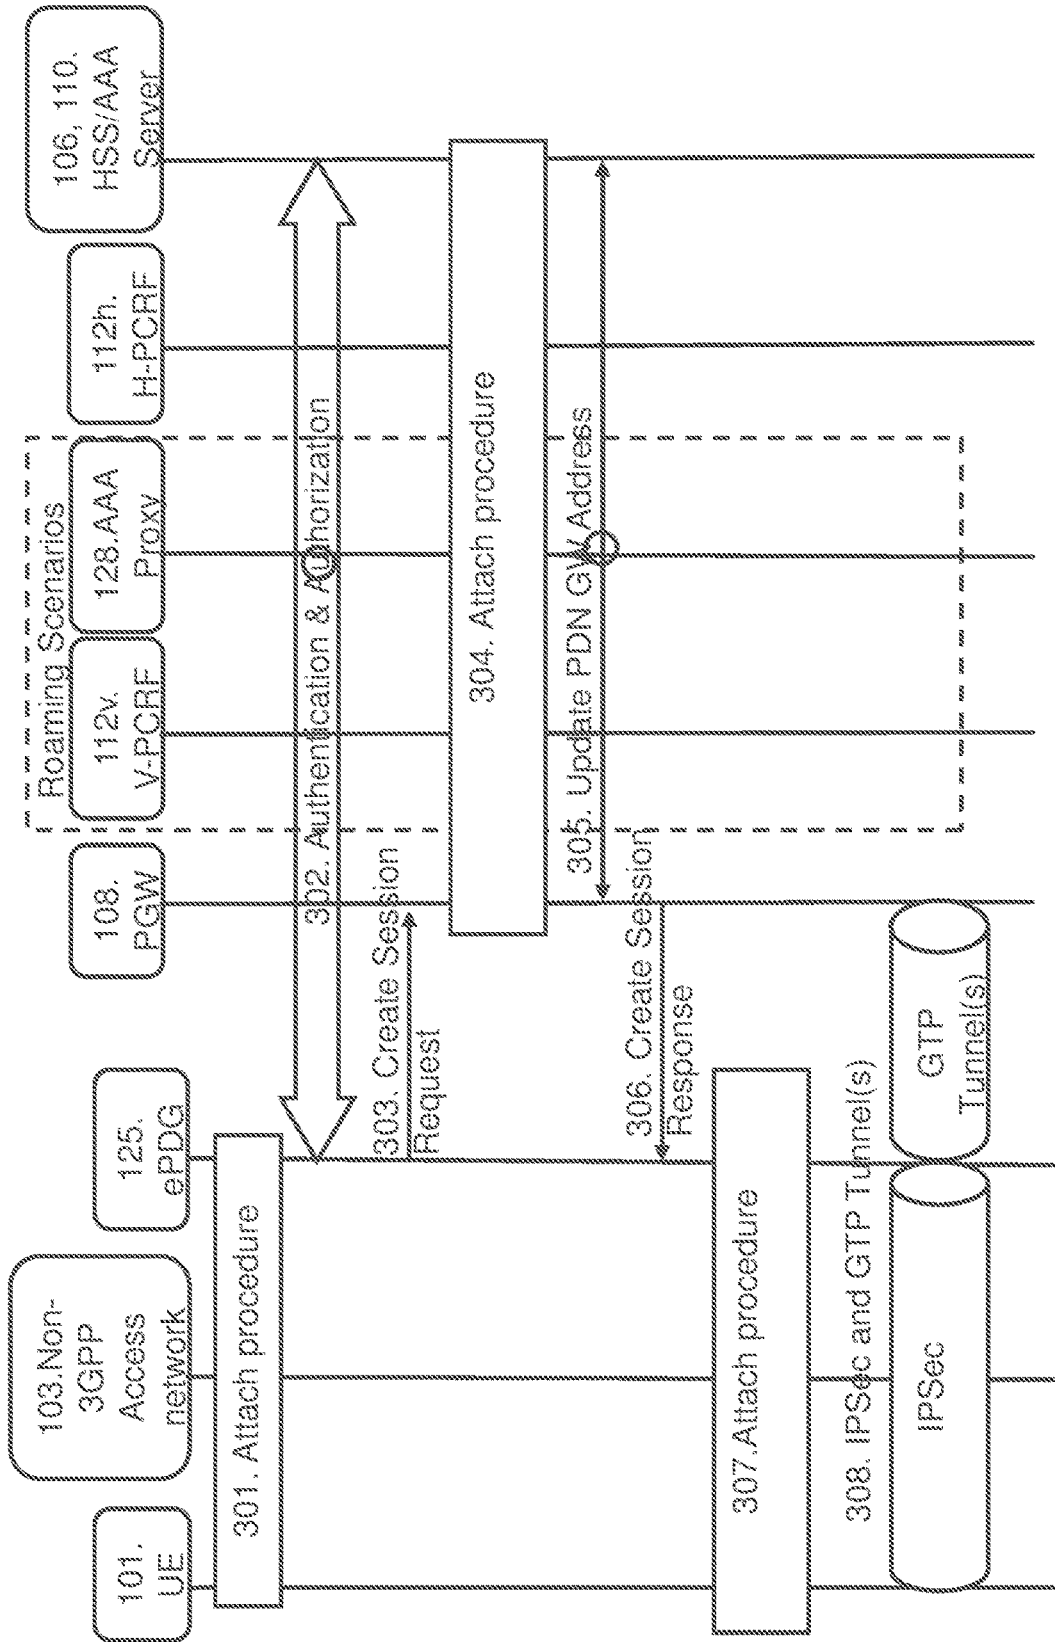 Roaming Scenarios
101.
UE
103.Non-
3GPP
Access
network
125.
ePDG
108.
PGW
112v.
V-PCRF
128.AAA
Proxy
112h.
H-PCRF
106, 110.
HSS/AAA
Server
301. Attach procedure
302. Authentication & Authorization
303. Create Session
Request
304. Attach procedure
305. Update PDN GW Address
306. Create Session
Response
307.Attach procedure
308. IPSec and GTP Tunnel(s)
IPSec
GTP
Tunnel(s)